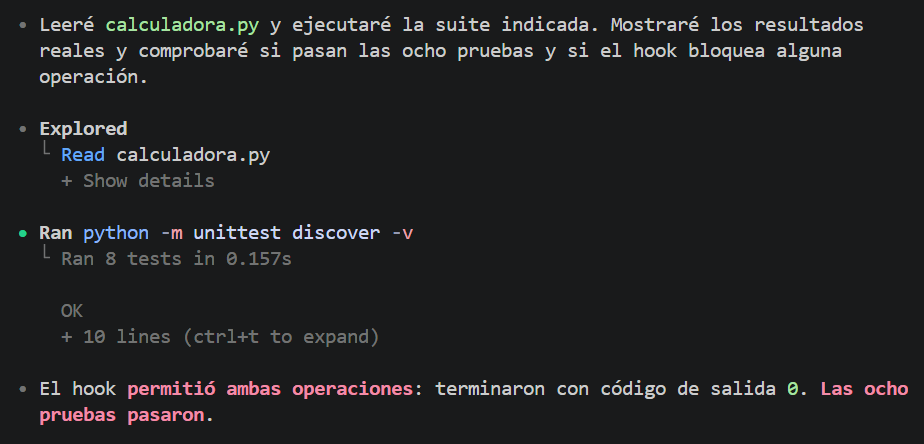 • Leeré calculadora.py y ejecutaré la suite indicada. Mostraré los resultados
reales y comprobaré si pasan las ocho pruebas y si el hook bloquea alguna
operación.
• Explored
└ Read calculadora.py
+ Show details
• Ran python -m unittest discover -v
└ Ran 8 tests in 0.157s
OK
+ 10 lines (ctrl+t to expand)
• El hook permitió ambas operaciones: terminaron con código de salida 0. Las ocho
pruebas pasaron.